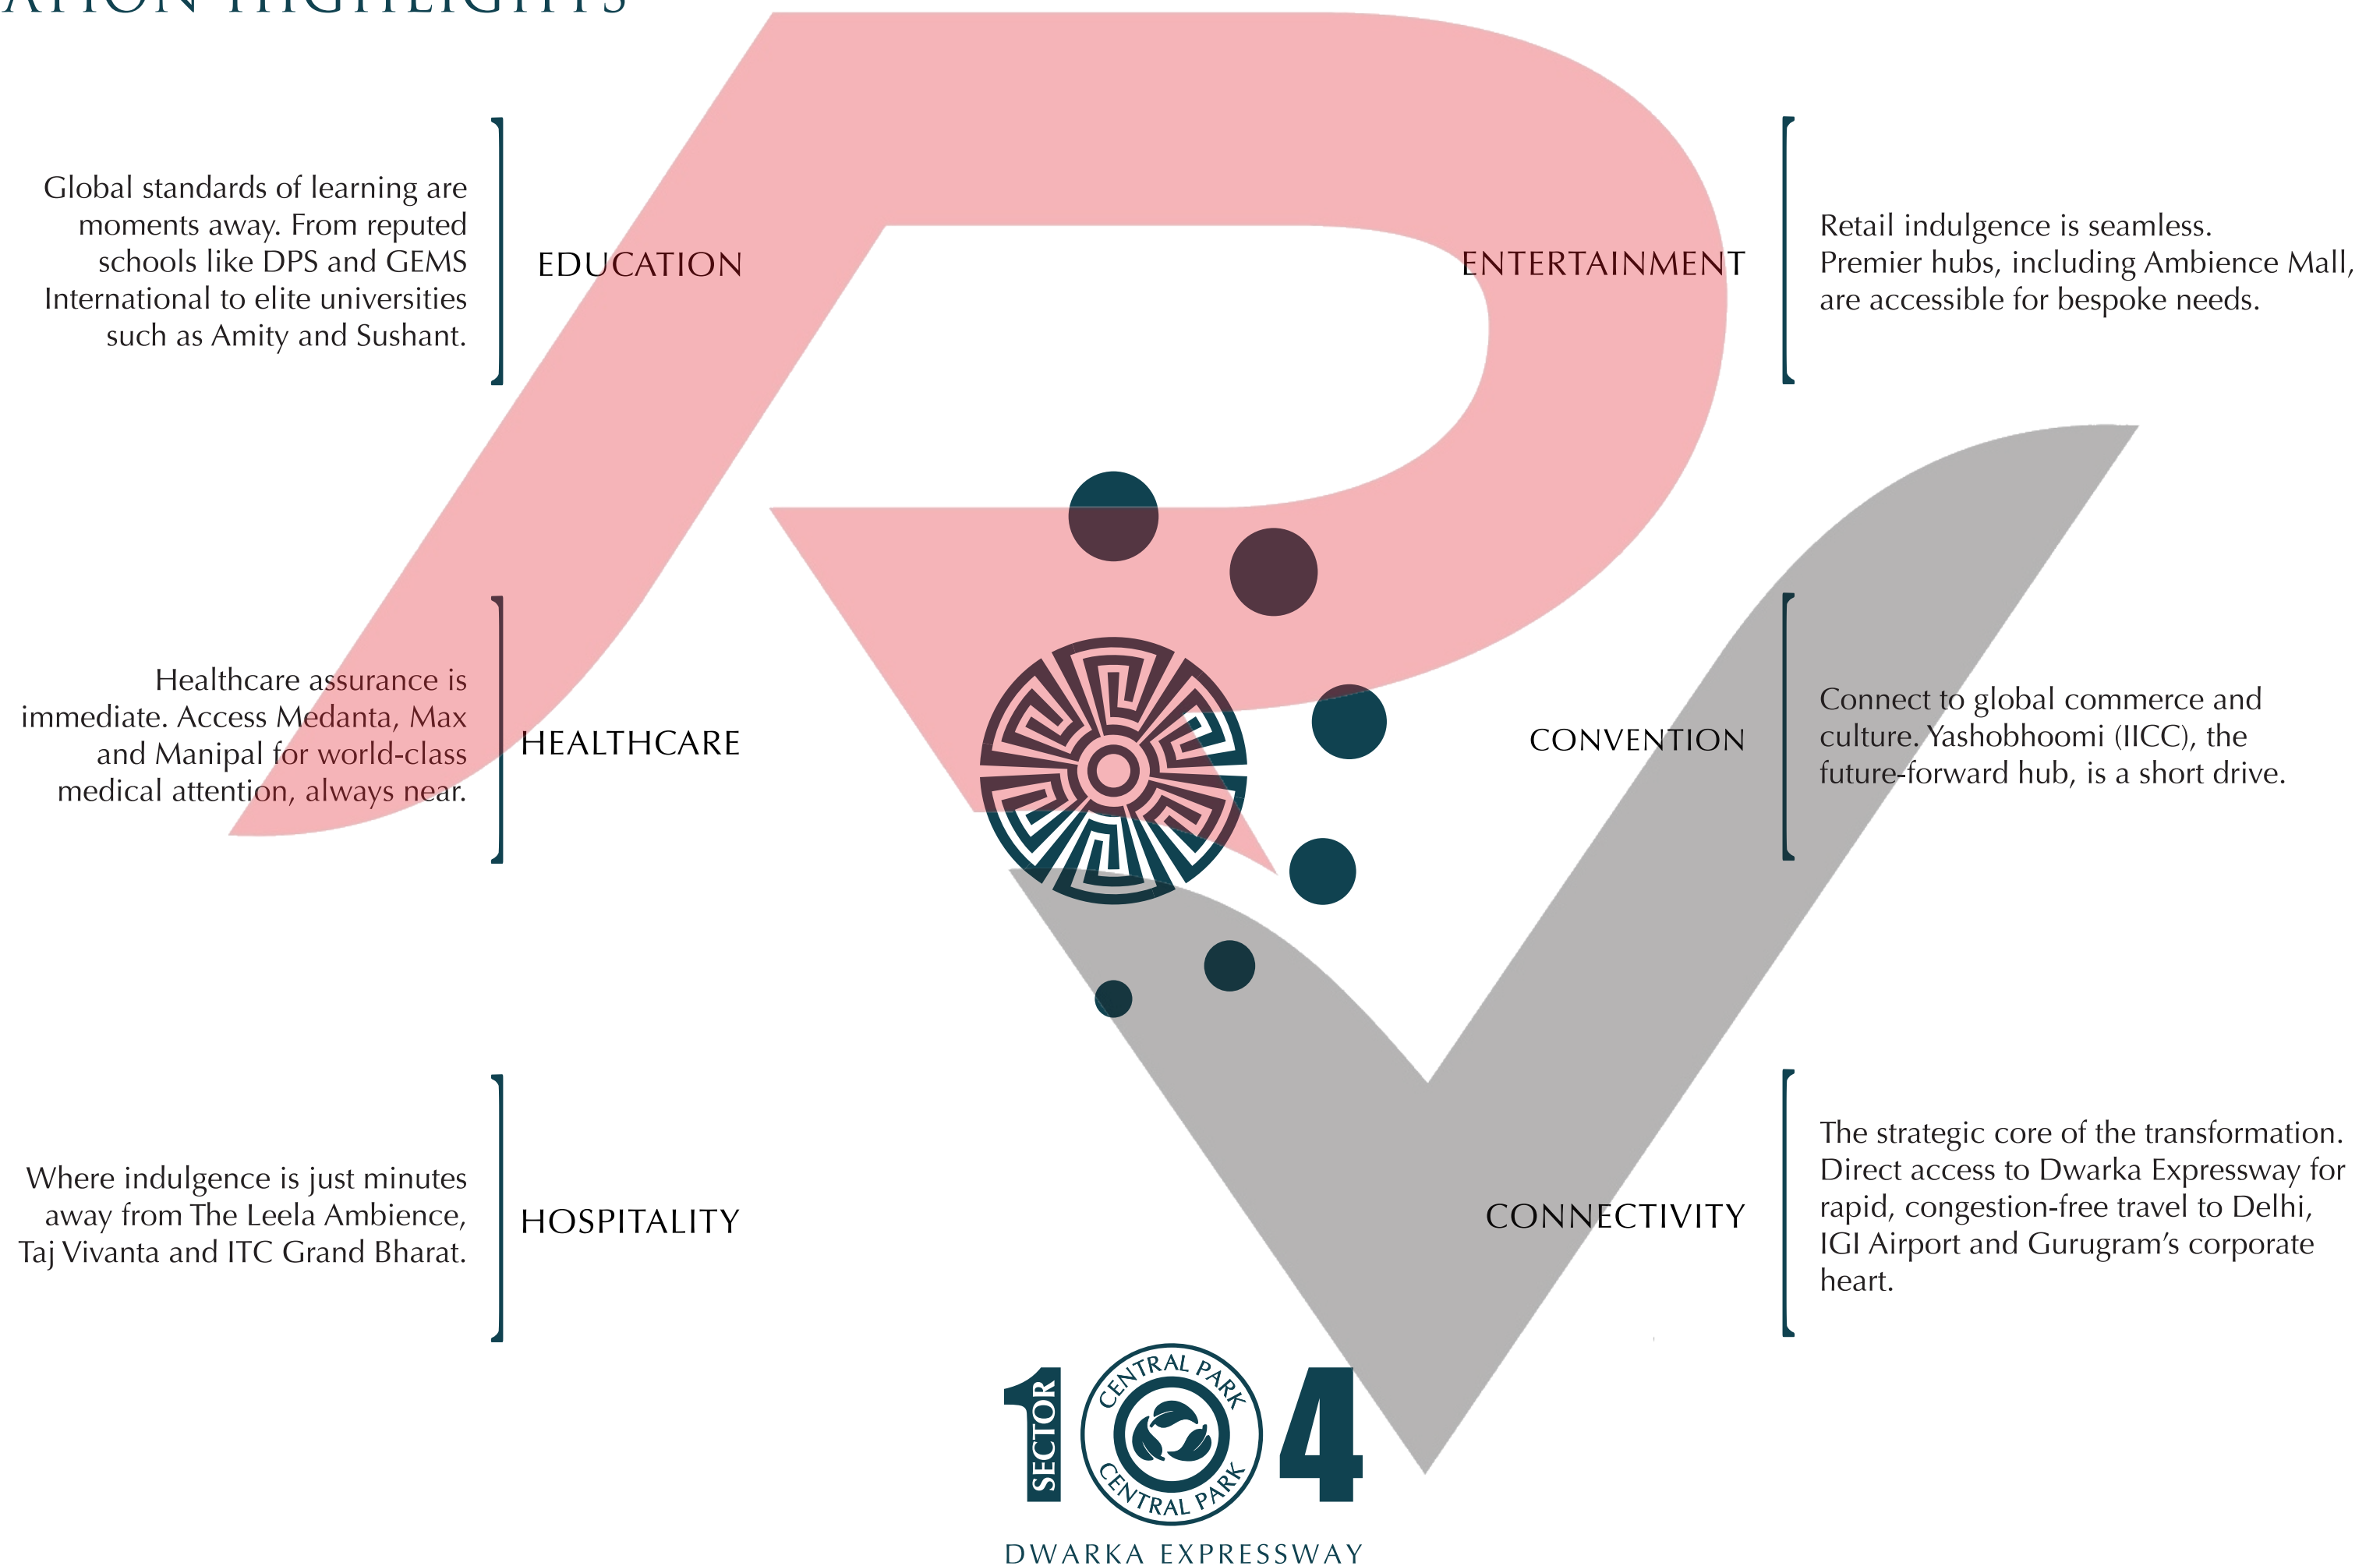 ATION HIGHLIGHTS
Global standards of learning are
moments away. From reputed
schools like DPS and GEMS
International to elite universities
such as Amity and Sushant.
EDUCATION
ENTERTAINMENT
Retail indulgence is seamless.
Premier hubs, including Ambience Mall,
are accessible for bespoke needs.
Healthcare assurance is
immediate. Access Medanta, Max
and Manipal for world-class
medical attention, always near.
HEALTHCARE
CONVENTION
Connect to global commerce and
culture. Yashobhoomi (IICC), the
future-forward hub, is a short drive.
Where indulgence is just minutes
away from The Leela Ambience,
Taj Vivanta and ITC Grand Bharat.
HOSPITALITY
CONNECTIVITY
The strategic core of the transformation.
Direct access to Dwarka Expressway for
rapid, congestion-free travel to Delhi,
IGI Airport and Gurugram’s corporate
heart.
1 4
SECTOR
CENTRAL PARK
CENTRAL PARK
DWARKA EXPRESSWAY